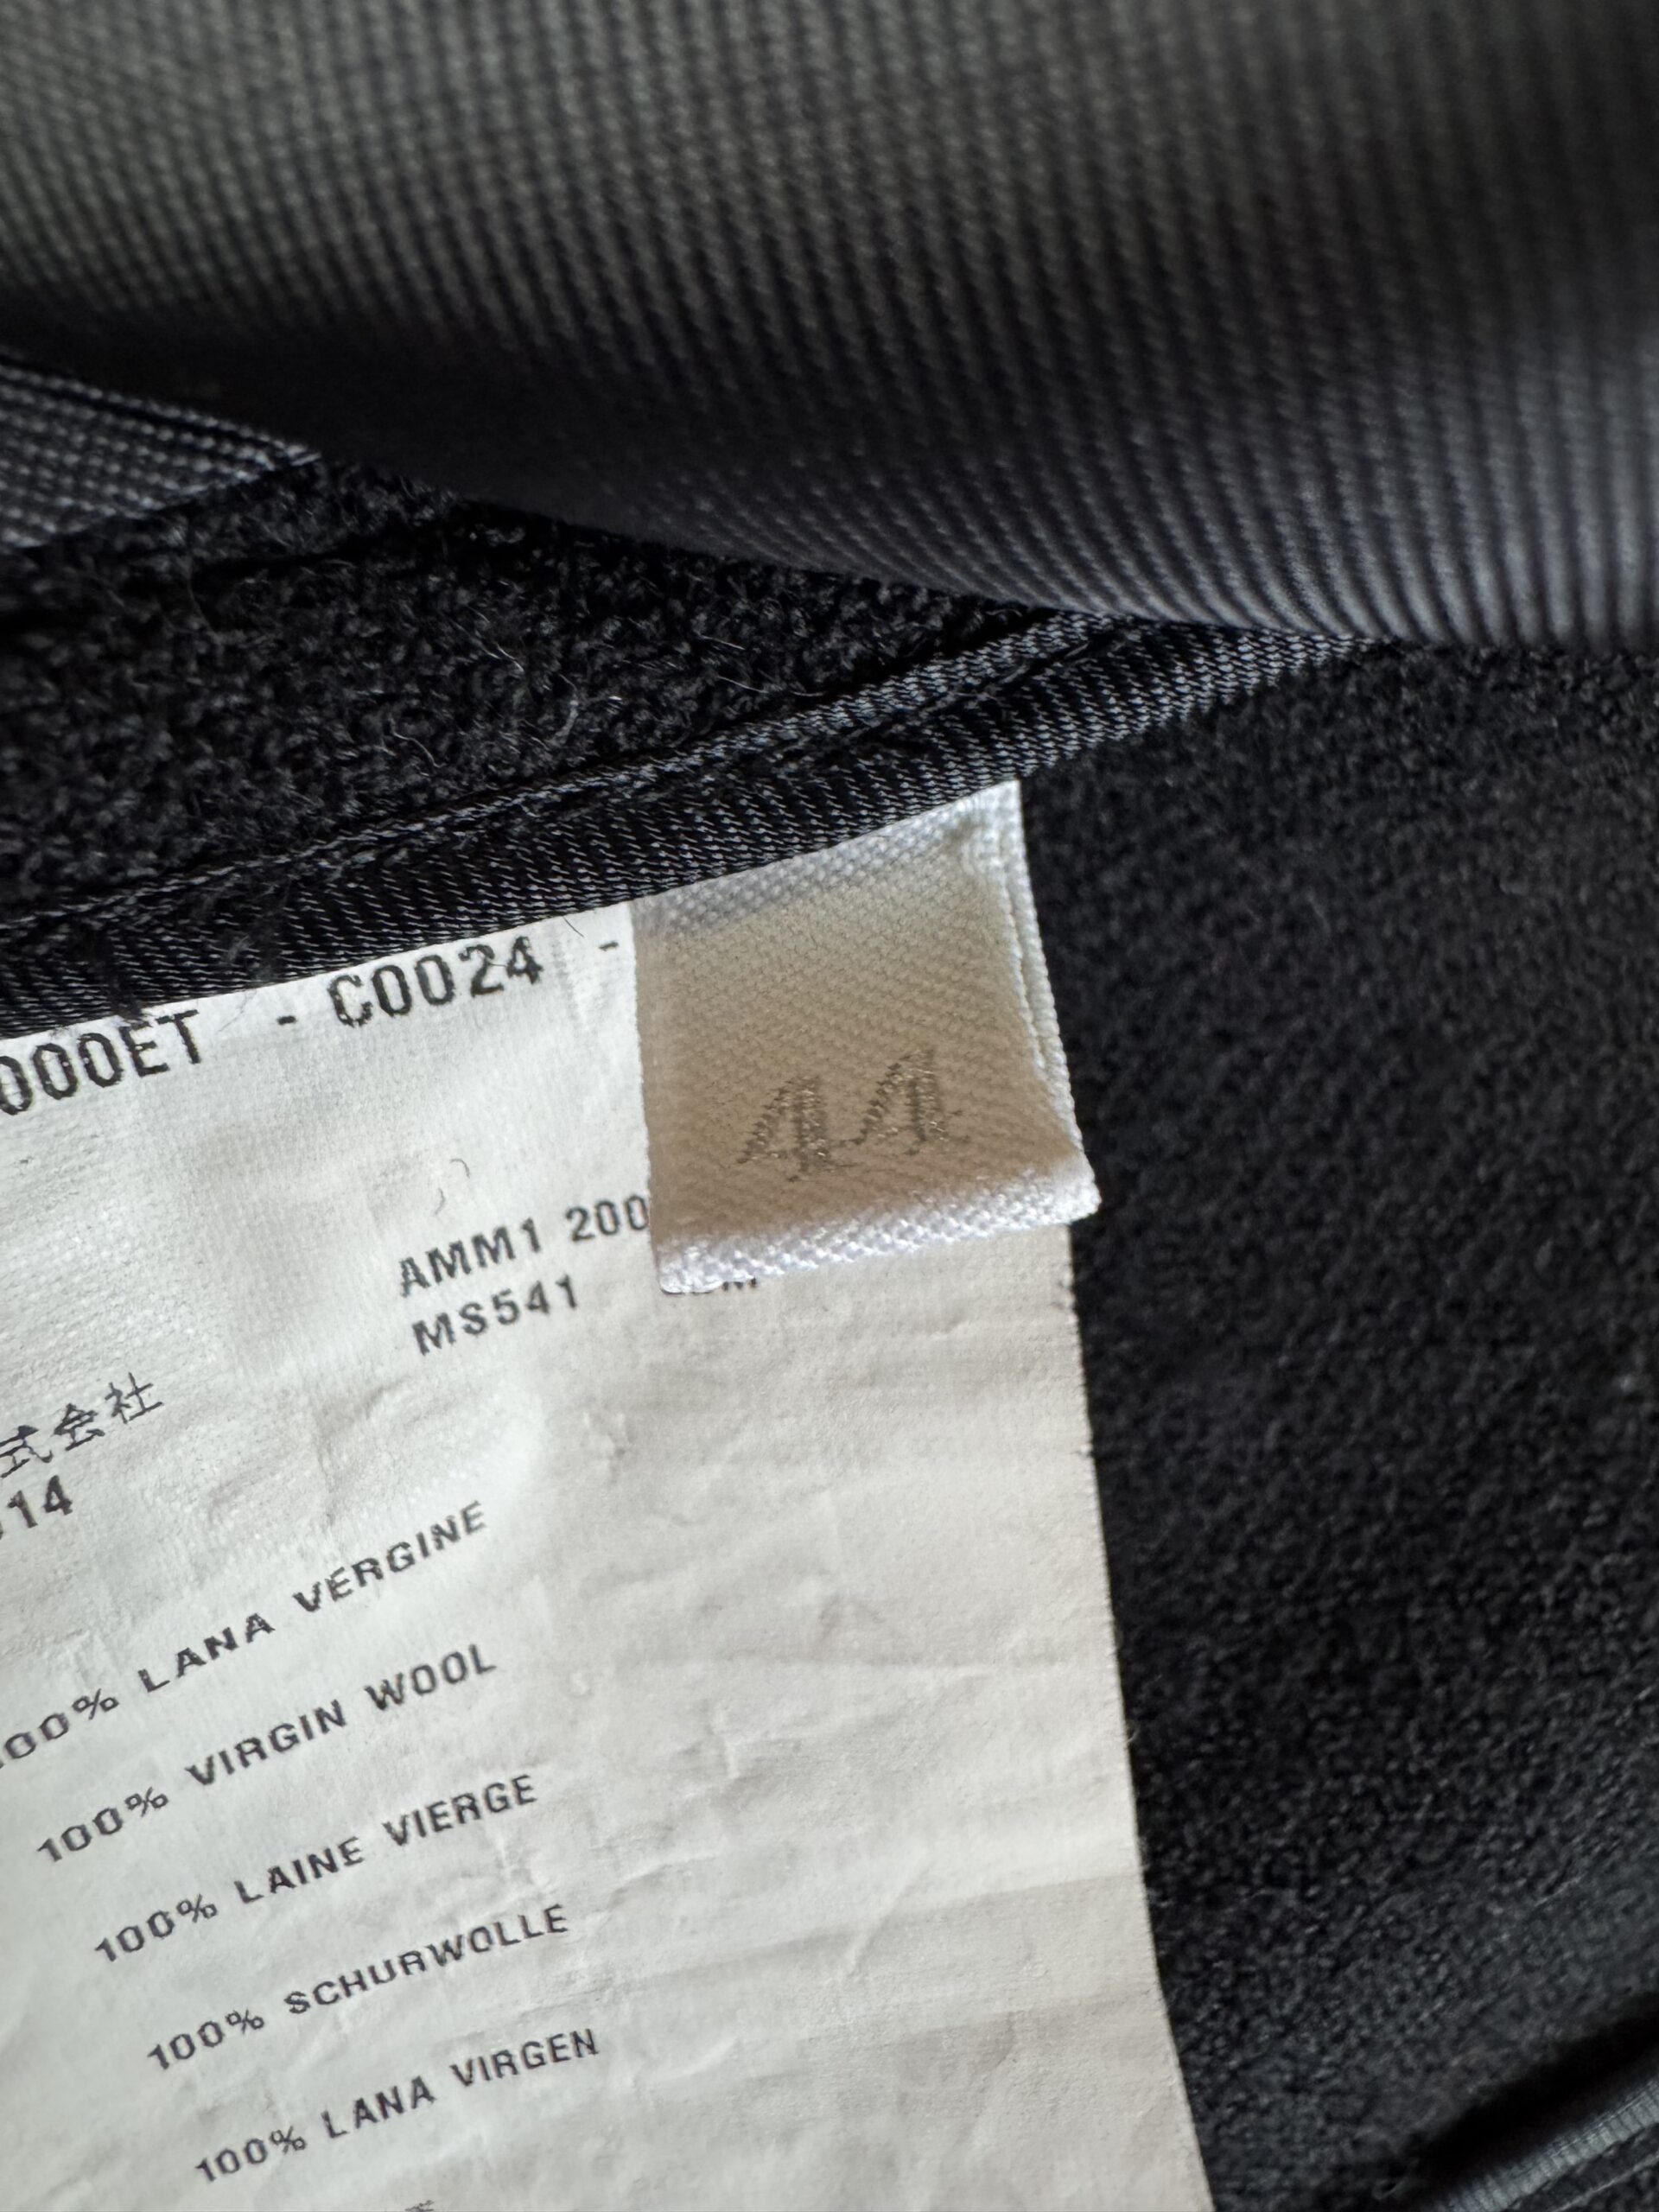 000ET - C0024 -
44
AMM1 200
MS541 M
式会社
14
100% LANA VERGINE
100% VIRGIN WOOL
100% LAINE VIERGE
100% SCHURWOLLE
100% LANA VIRGEN